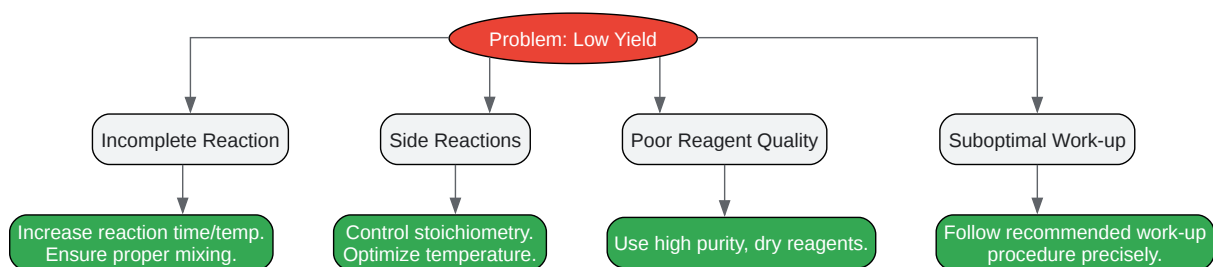 Problem: Low Yield
Incomplete Reaction
Side Reactions
Poor Reagent Quality
Suboptimal Work-up
Increase reaction time/temp.
Ensure proper mixing.
Control stoichiometry.
Optimize temperature.
Use high purity, dry reagents.
Follow recommended work-up
procedure precisely.